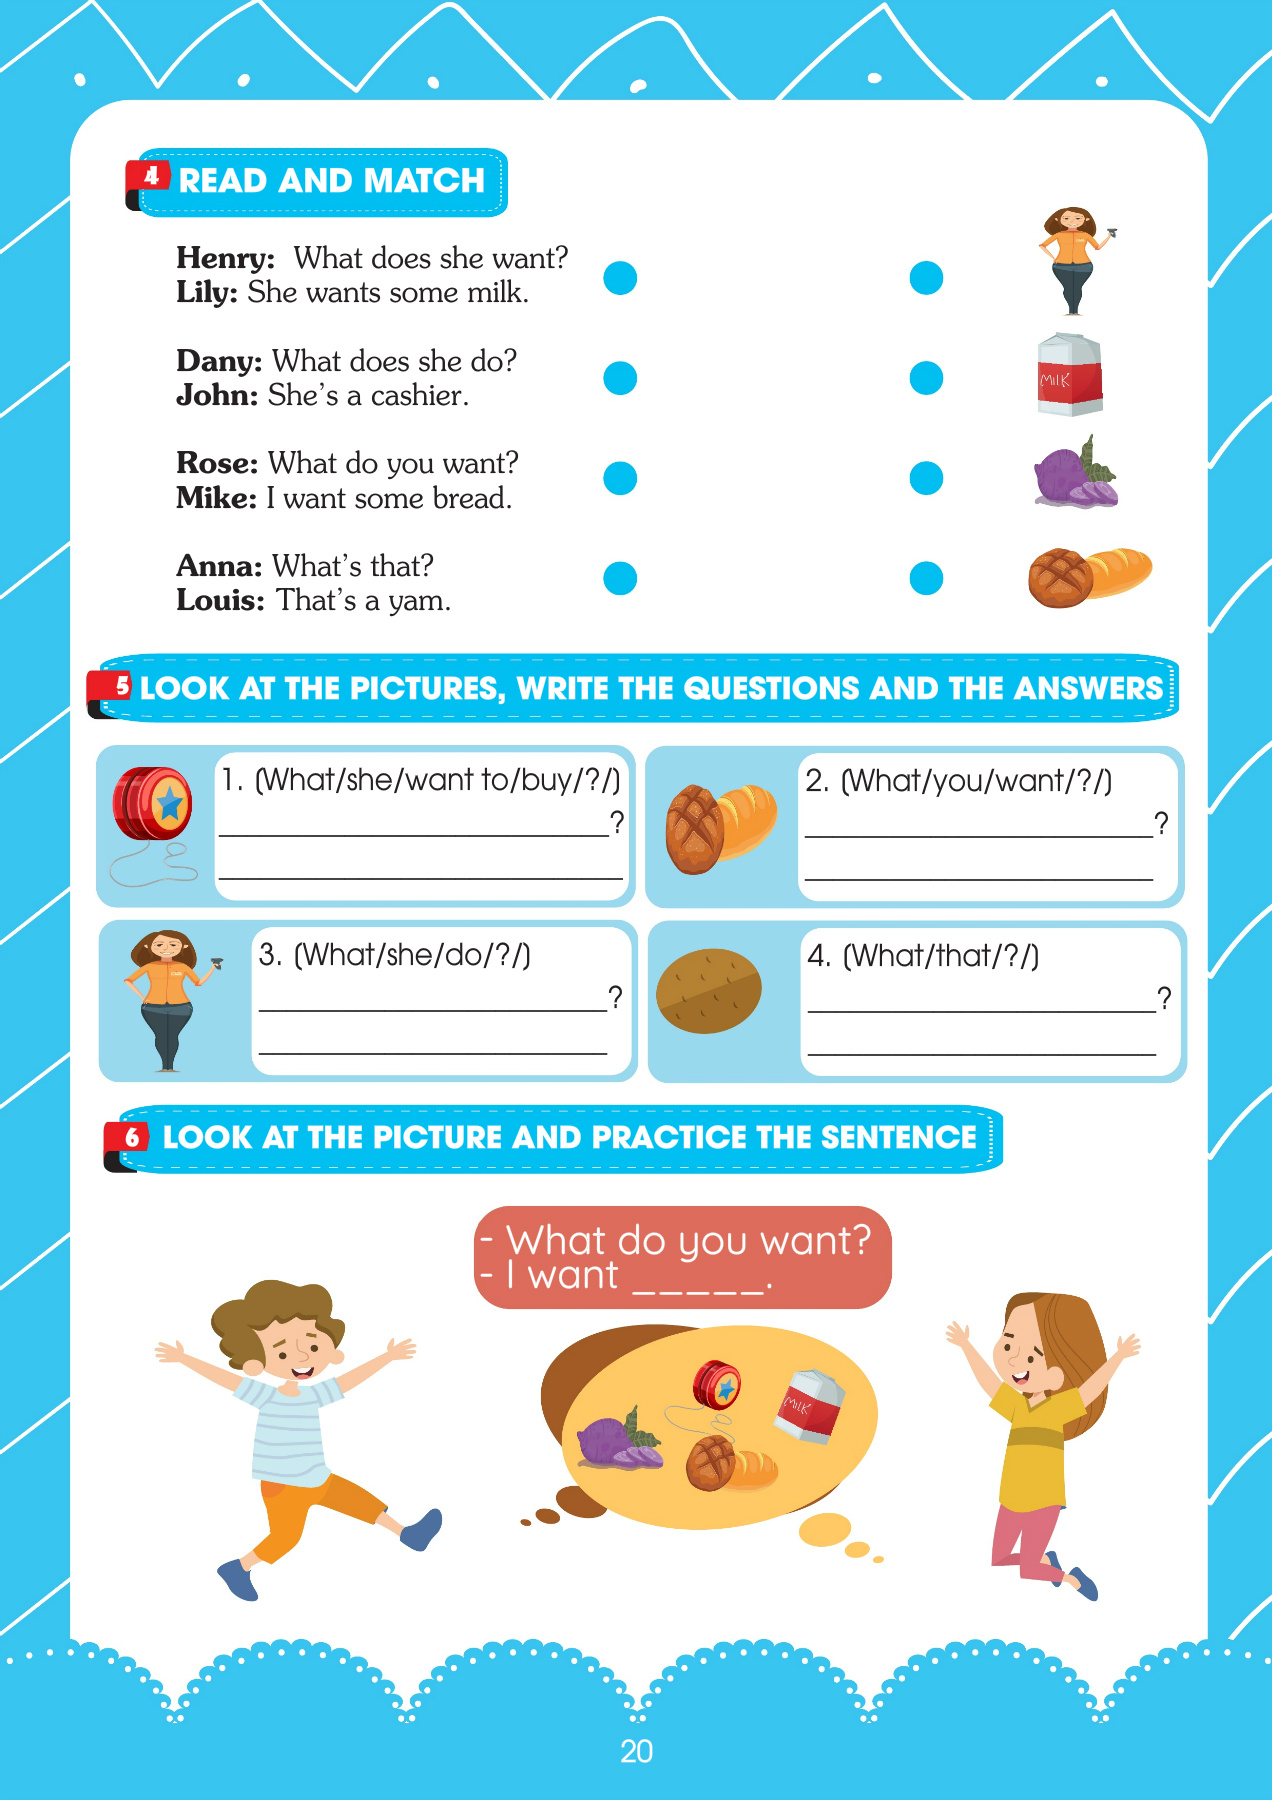 4 READ AND MATCH
Henry: What does she want?
Lily: She wants some milk.
Dany: What does she do?
John: She's a cashier.
MILK
Rose: What do you want?
Mike: I want some bread.
Anna: What's that?
Louis: That's a yam.
5 LOOK AT THE PICTURES, WRITE THE QUESTIONS AND THE ANSWERS
1. (What/she/want to/buy/?/)
______________________?
______________________
2. (What/you/want/?/)
____________________?
____________________
3. (What/she/do/?/)
____________________?
____________________
4. (What/that/?/)
____________________?
____________________
6 LOOK AT THE PICTURE AND PRACTICE THE SENTENCE
- What do you want?
- I want _____.
MILK
20